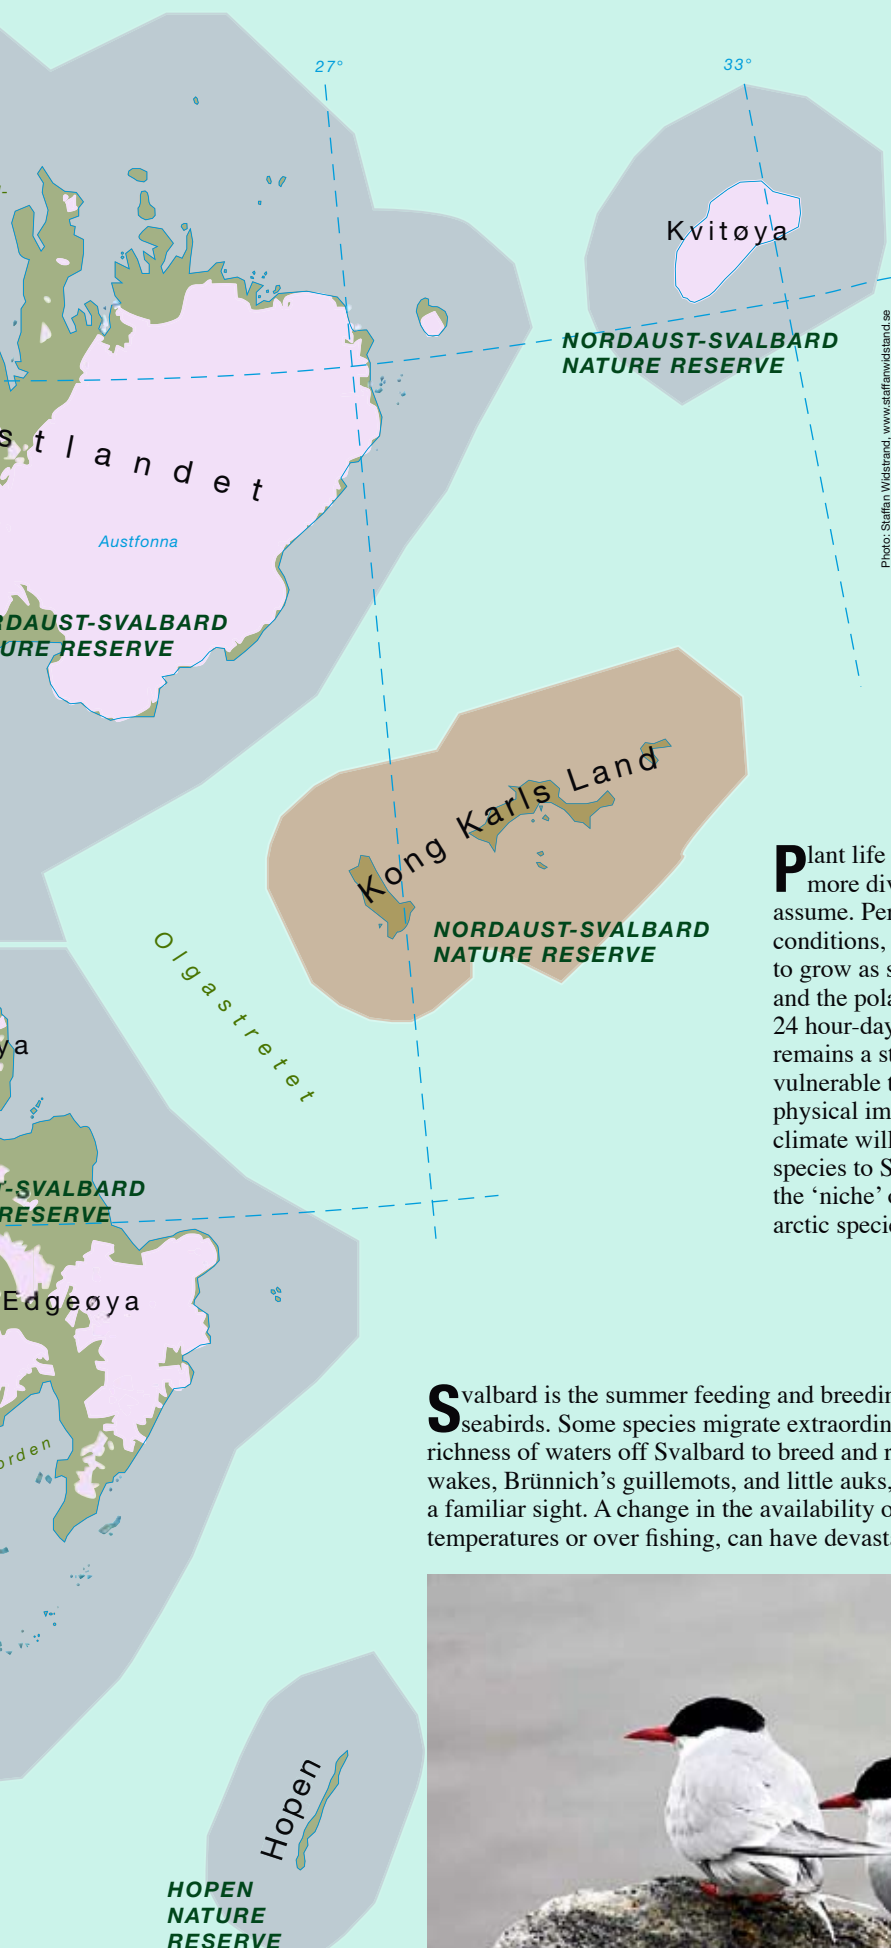 27°
33°
Kvitøya
NORDAUST-SVALBARD
NATURE RESERVE
Photo: Staffan Widstrand, www.staffanwidstrand.se
stlandet
Austfonna
RDAUST-SVALBARD
URE RESERVE
Kong Karls Land
NORDAUST-SVALBARD
NATURE RESERVE
Olgastretet
Plant life
more div
assume. Per
conditions,
to grow as s
and the pola
24 hour-day
remains a st
vulnerable t
physical im
climate will
species to S
the ‘niche’ o
arctic specie
ya
T-SVALBARD
RESERVE
Edgeøya
orden
Svalbard is the summer feeding and breedin
seabirds. Some species migrate extraordin
richness of waters off Svalbard to breed and r
wakes, Brünnich’s guillemots, and little auks,
a familiar sight. A change in the availability o
temperatures or over fishing, can have devasta
Hopen
HOPEN
NATURE
RESERVE